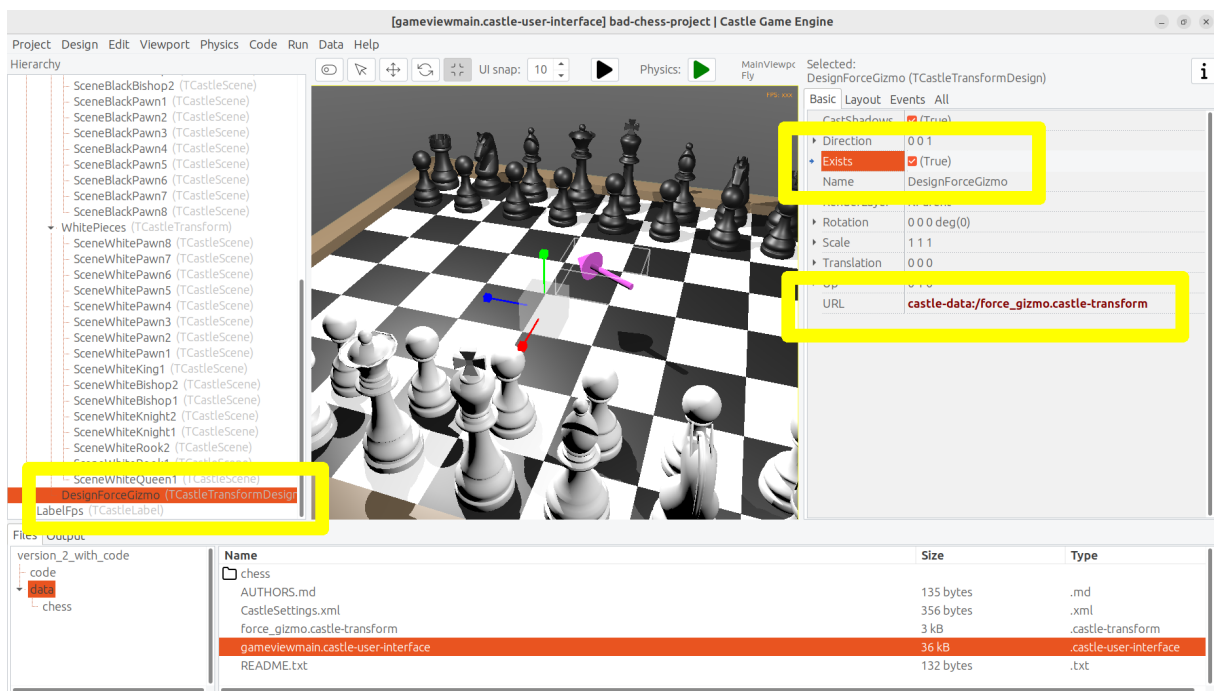 [gameviewmain.castle-user-interface] bad-chess-project | Castle Game Engine
Project Design Edit Viewport Physics Code Run Data Help
Hierarchy
SceneBlackBishop2 (TCastleScene)
SceneBlackPawn1 (TCastleScene)
SceneBlackPawn2 (TCastleScene)
SceneBlackPawn3 (TCastleScene)
SceneBlackPawn4 (TCastleScene)
SceneBlackPawn5 (TCastleScene)
SceneBlackPawn6 (TCastleScene)
SceneBlackPawn7 (TCastleScene)
SceneBlackPawn8 (TCastleScene)
WhitePieces (TCastleTransform)
SceneWhitePawn8 (TCastleScene)
SceneWhitePawn7 (TCastleScene)
SceneWhitePawn6 (TCastleScene)
SceneWhitePawn5 (TCastleScene)
SceneWhitePawn4 (TCastleScene)
SceneWhitePawn3 (TCastleScene)
SceneWhitePawn2 (TCastleScene)
SceneWhitePawn1 (TCastleScene)
SceneWhiteKing1 (TCastleScene)
SceneWhiteBishop2 (TCastleScene)
SceneWhiteBishop1 (TCastleScene)
SceneWhiteKnight2 (TCastleScene)
SceneWhiteKnight1 (TCastleScene)
SceneWhiteRook2 (TCastleScene)
SceneWhiteQueen1 (TCastleScene)
DesignForceGizmo (TCastleTransformDesign
LabelFps (TCastleLabel)
UI snap: 10
Physics:
MainViewpo
Fly
FPS: xxx
Selected:
DesignForceGizmo (TCastleTransformDesign)
i
Basic Layout Events All
CastShadows (True)
Direction 0 0 1
Exists (True)
Name DesignForceGizmo
Rotation 0 0 0 deg(0)
Scale 1 1 1
Translation 0 0 0
URL castle-data:/force_gizmo.castle-transform
Files Output
version_2_with_code
code
data
chess
Name Size Type
chess
AUTHORS.md 135 bytes .md
CastleSettings.xml 356 bytes .xml
force_gizmo.castle-transform 3 kB .castle-transform
gameviewmain.castle-user-interface 36 kB .castle-user-interface
README.txt 132 bytes .txt